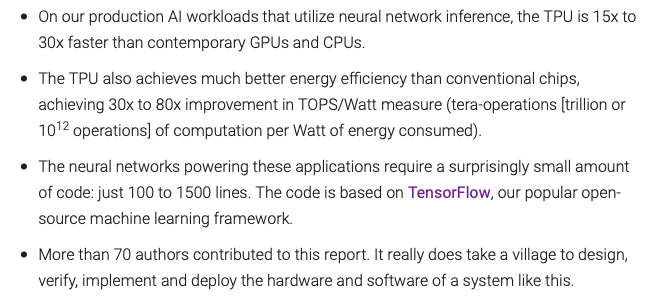 • On our production AI workloads that utilize neural network inference, the TPU is 15x to
30x faster than contemporary GPUs and CPUs.
• The TPU also achieves much better energy efficiency than conventional chips,
achieving 30x to 80x improvement in TOPS/Watt measure (tera-operations [trillion or
10¹² operations] of computation per Watt of energy consumed).
• The neural networks powering these applications require a surprisingly small amount
of code: just 100 to 1500 lines. The code is based on TensorFlow, our popular open-
source machine learning framework.
• More than 70 authors contributed to this report. It really does take a village to design,
verify, implement and deploy the hardware and software of a system like this.